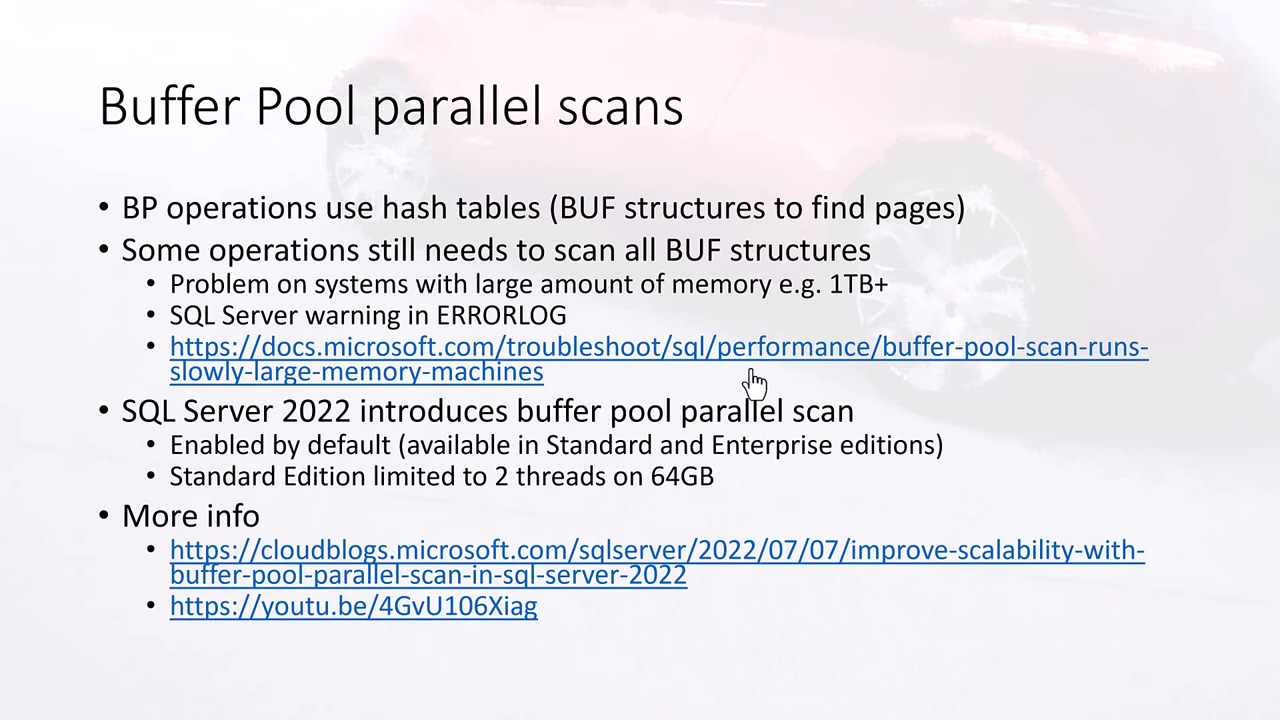 Buffer Pool parallel scans
• BP operations use hash tables (BUF structures to find pages)
• Some operations still needs to scan all BUF structures
• Problem on systems with large amount of memory e.g. 1TB+
• SQL Server warning in ERRORLOG
• https://docs.microsoft.com/troubleshoot/sql/performance/buffer-pool-scan-runs-
slowly-large-memory-machines
• SQL Server 2022 introduces buffer pool parallel scan
• Enabled by default (available in Standard and Enterprise editions)
• Standard Edition limited to 2 threads on 64GB
• More info
• https://cloudblogs.microsoft.com/sqlserver/2022/07/07/improve-scalability-with-
buffer-pool-parallel-scan-in-sql-server-2022
• https://youtu.be/4GvU106Xiag